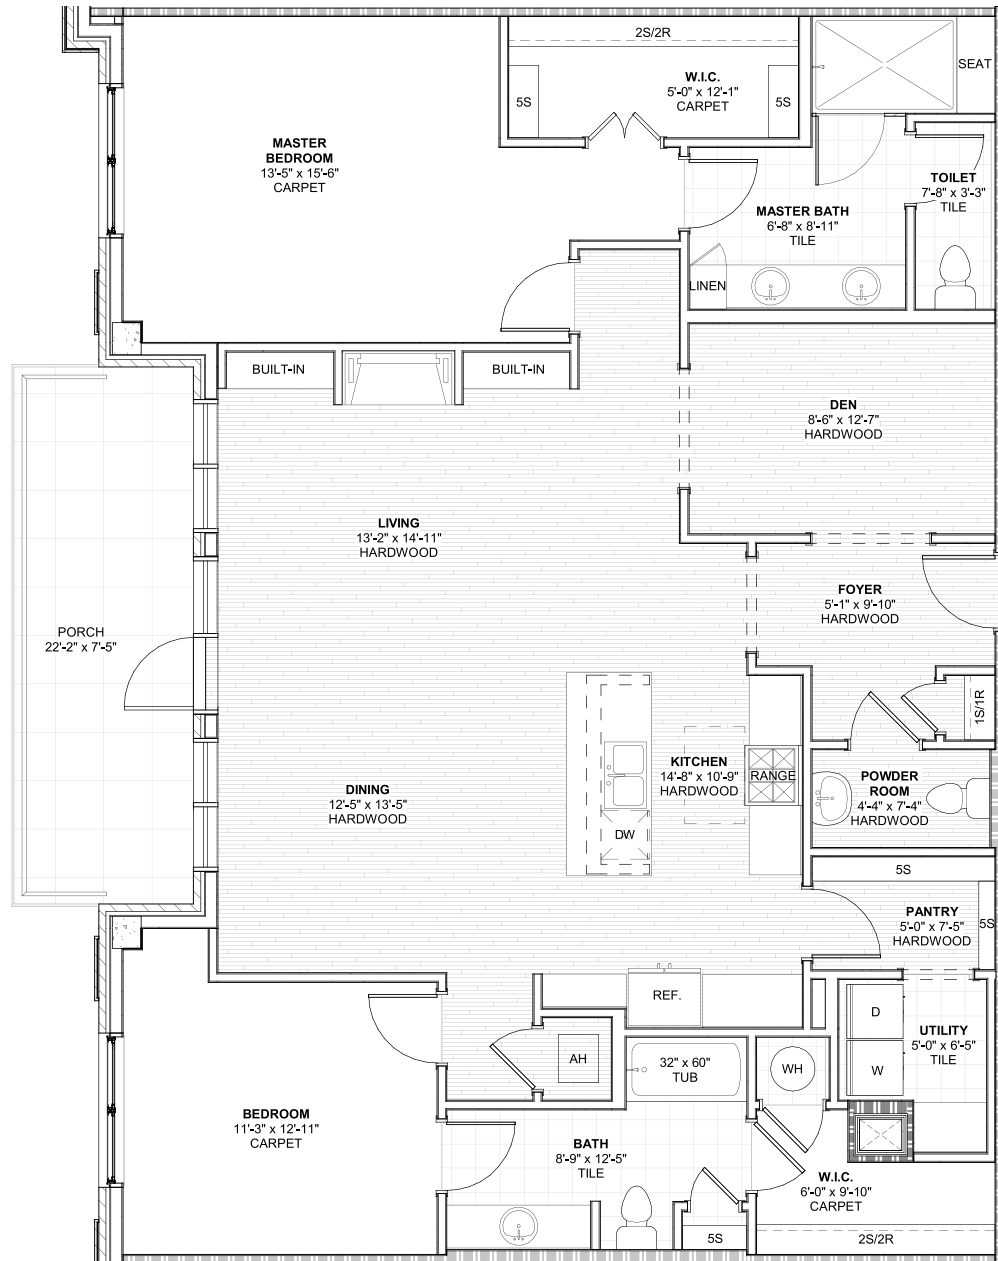 2S/2R
SEAT
W.I.C.
5'-0" x 12'-1"
CARPET
5S
5S
MASTER
BEDROOM
13'-5" x 15'-6"
CARPET
TOILET
7'-8" x 3'-3"
TILE
MASTER BATH
6'-8" x 8'-11"
TILE
LINEN
BUILT-IN
BUILT-IN
DEN
8'-6" x 12'-7"
HARDWOOD
LIVING
13'-2" x 14'-11"
HARDWOOD
FOYER
5'-1" x 9'-10"
HARDWOOD
PORCH
22'-2" x 7'-5"
1S/1R
KITCHEN
14'-8" x 10'-9"
HARDWOOD
RANGE
POWDER
ROOM
4'-4" x 7'-4"
HARDWOOD
DINING
12'-5" x 13'-5"
HARDWOOD
DW
5S
PANTRY
5'-0" x 7'-5"
HARDWOOD
5S
REF.
D
UTILITY
5'-0" x 6'-5"
TILE
W
AH
32" x 60"
TUB
WH
BEDROOM
11'-3" x 12'-11"
CARPET
BATH
8'-9" x 12'-5"
TILE
W.I.C.
6'-0" x 9'-10"
CARPET
5S
2S/2R